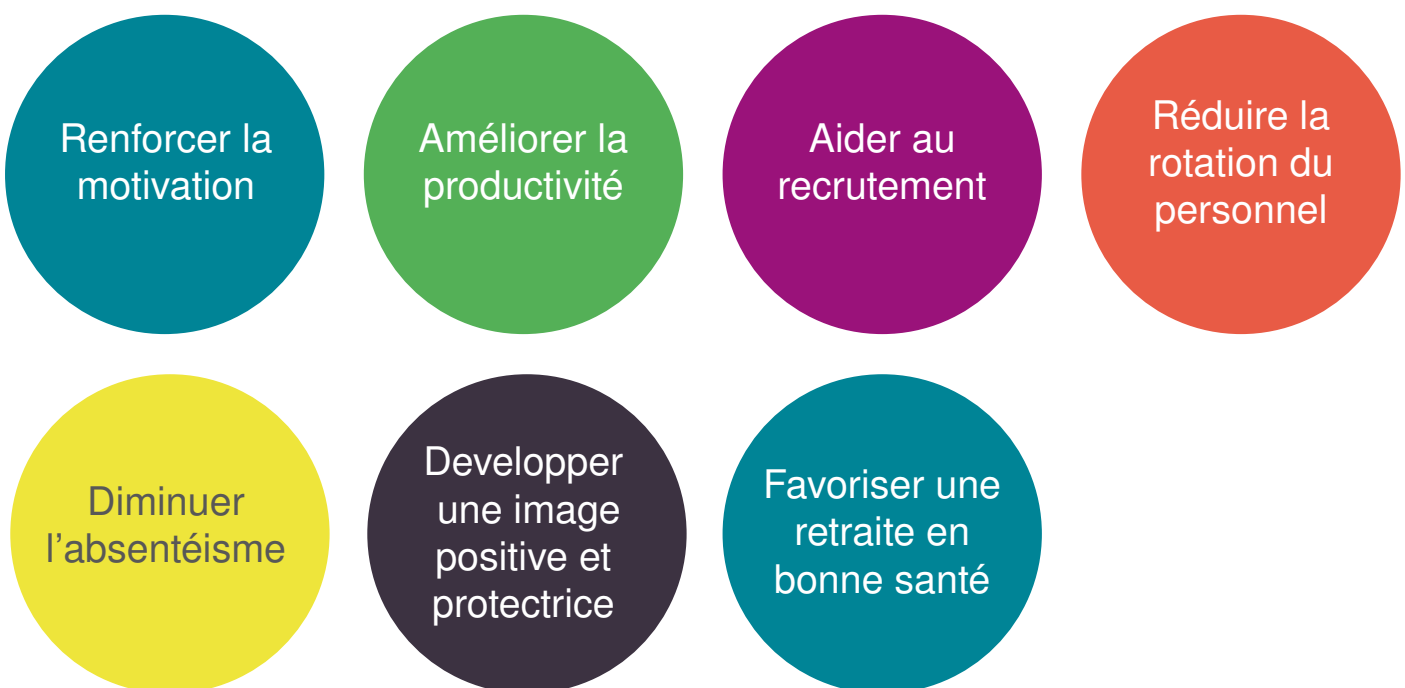 Renforcer la
motivation
Améliorer la
productivité
Aider au
recrutement
Réduire la
rotation du
personnel
Diminuer
l’absentéisme
Developper
une image
positive et
protectrice
Favoriser une
retraite en
bonne santé